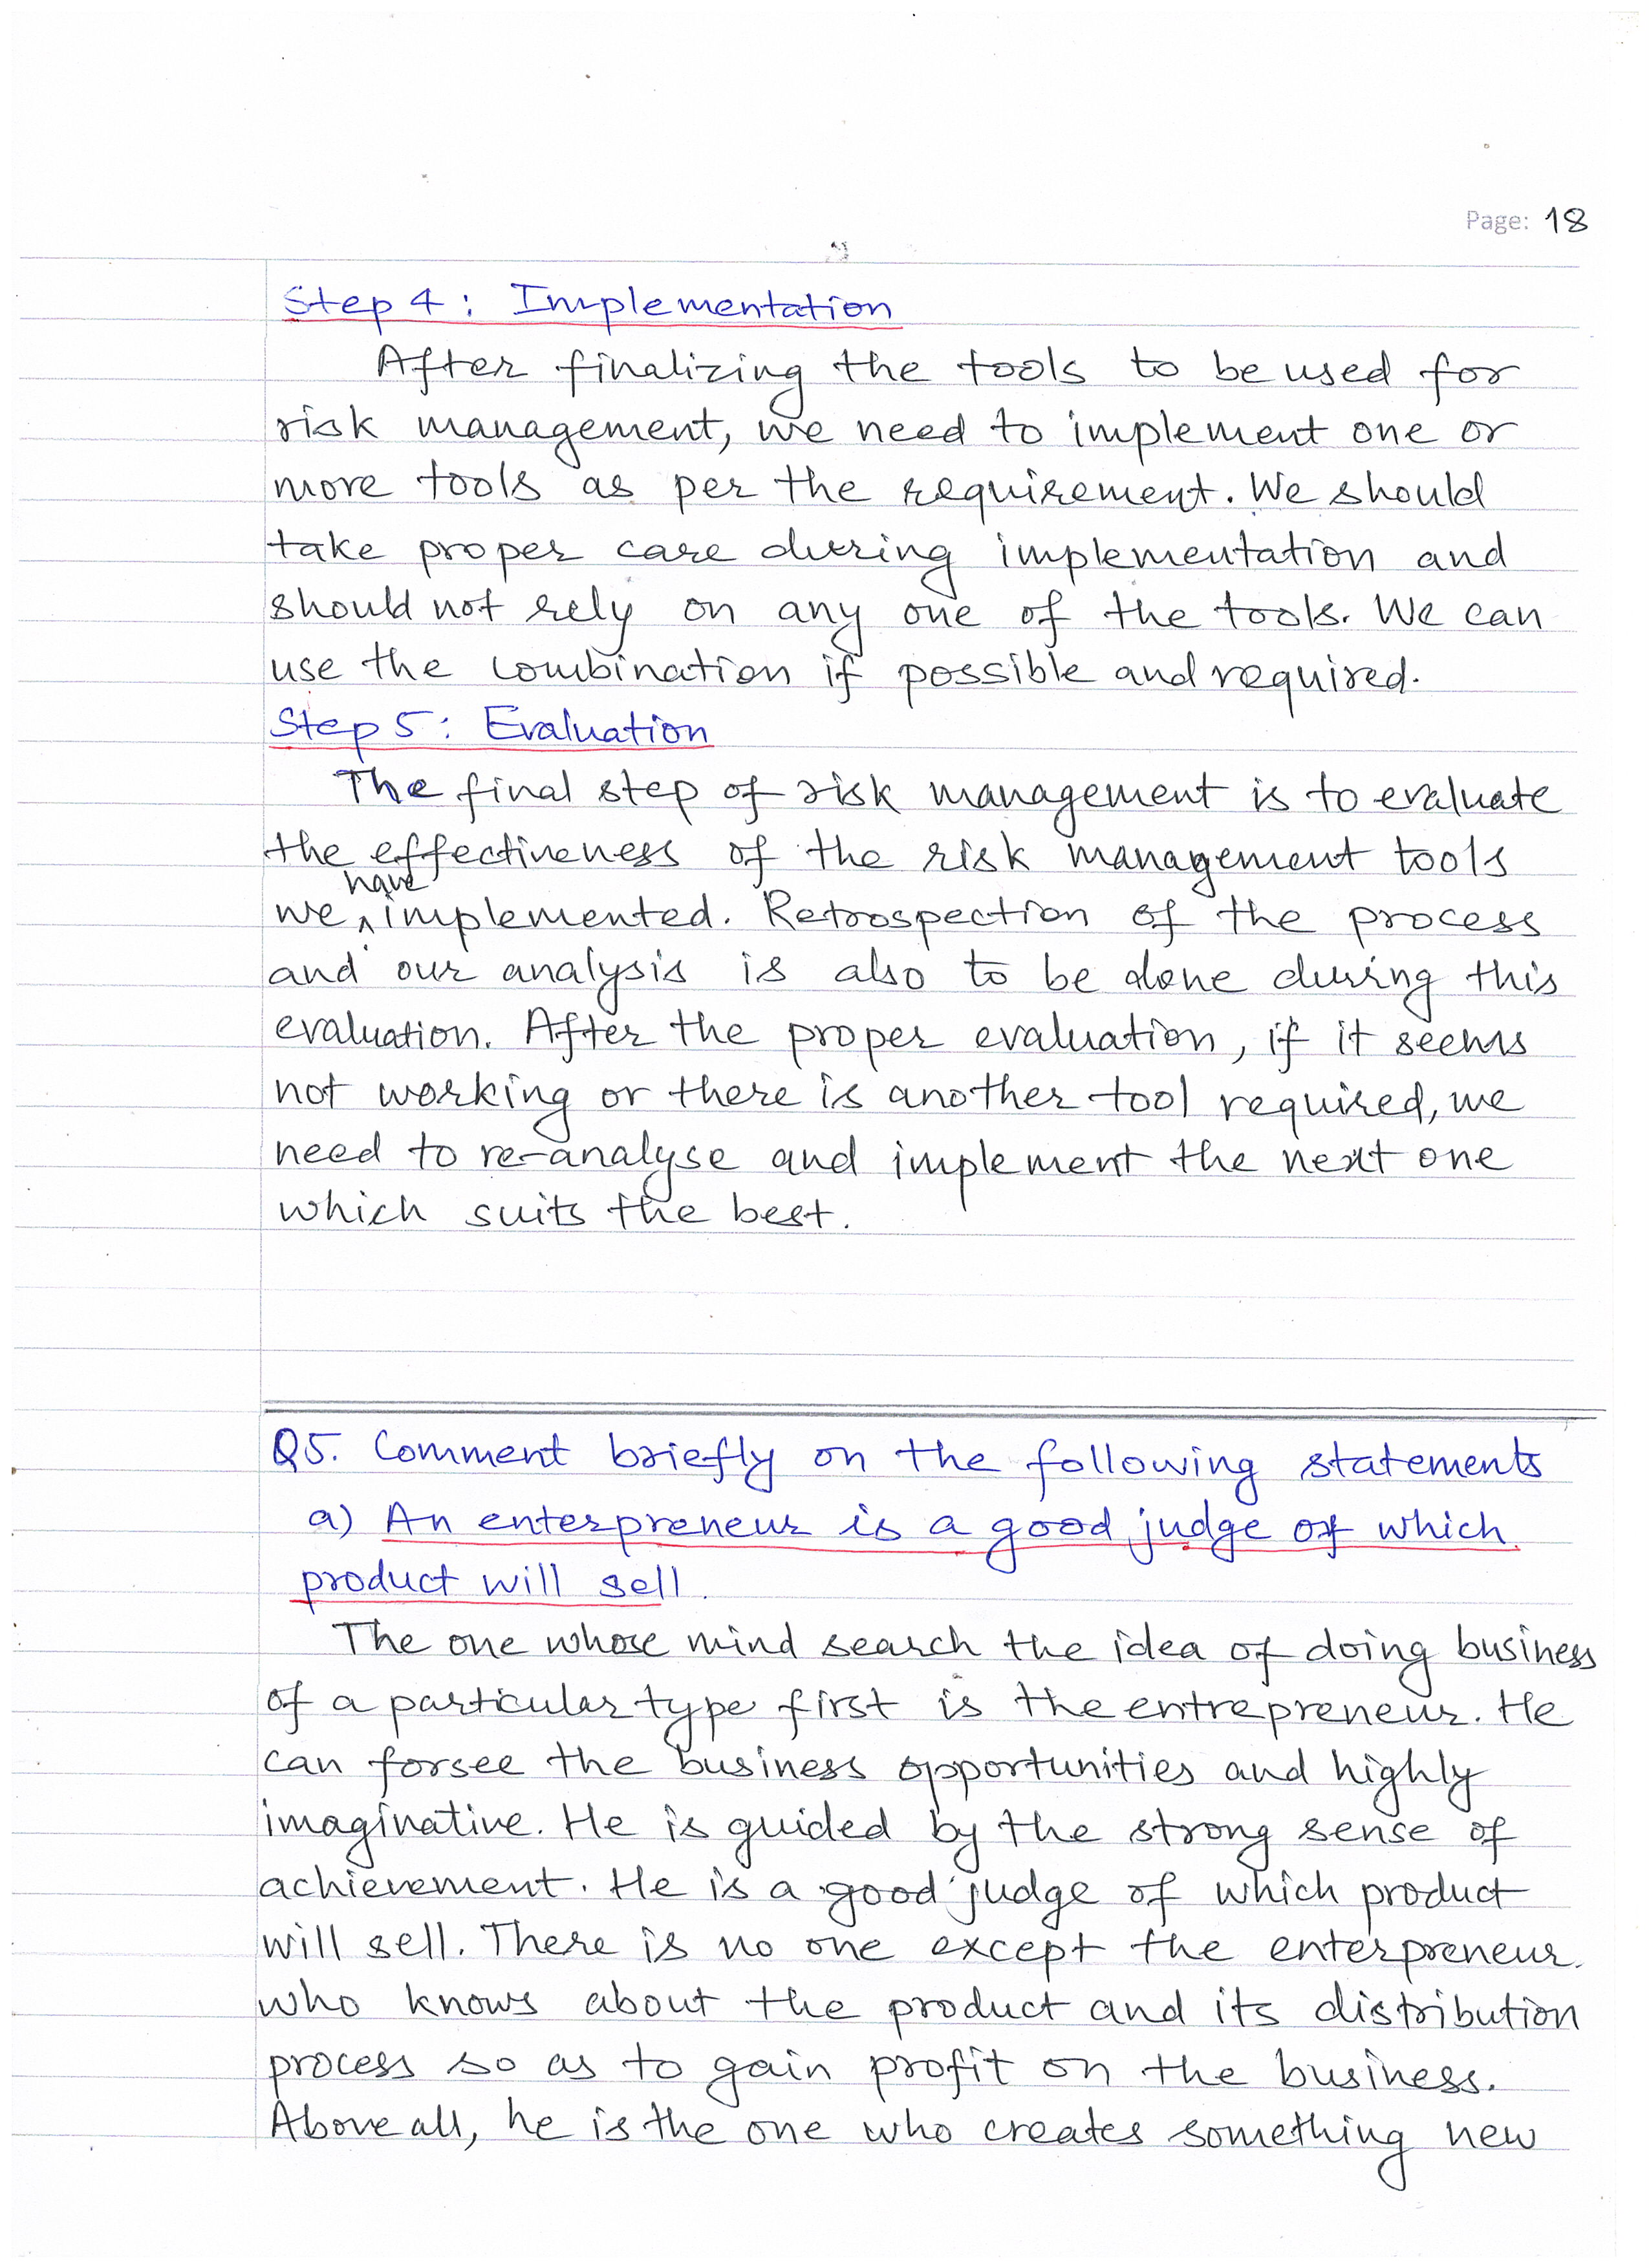 Page: 18
Step 4: Implementation
After finalizing the tools to be used for
risk management, we need to implement one or
more tools as per the requirement. We should
take proper care during implementation and
should not rely on any one of the tools. We can
use the combination if possible and required.
Step 5: Evaluation
The final step of risk management is to evaluate
the effectiveness of the risk management tools
we have implemented. Retrospection of the process
and our analysis is also to be done during this
evaluation. After the proper evaluation, if it seems
not working or there is another tool required, we
need to re-analyse and implement the next one
which suits the best.
Q5. Comment briefly on the following statements
a) An enterpreneur is a good judge of which
product will sell.
The one whose mind search the idea of doing business
of a particular type first is the entrepreneur. He
can forsee the business opportunities and highly
imaginative. He is guided by the strong sense of
achievement. He is a good judge of which product
will sell. There is no one except the enterpreneur
who knows about the product and its distribution
process so as to gain profit on the business.
Above all, he is the one who creates something new